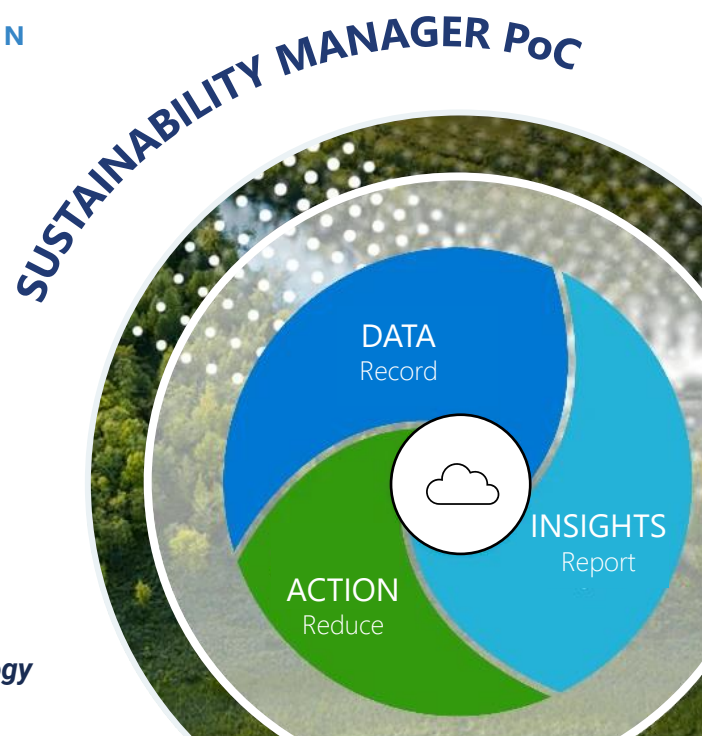 N
SUSTAINABILITY MANAGER PoC
DATA
Record
INSIGHTS
Report
ACTION
Reduce
gy